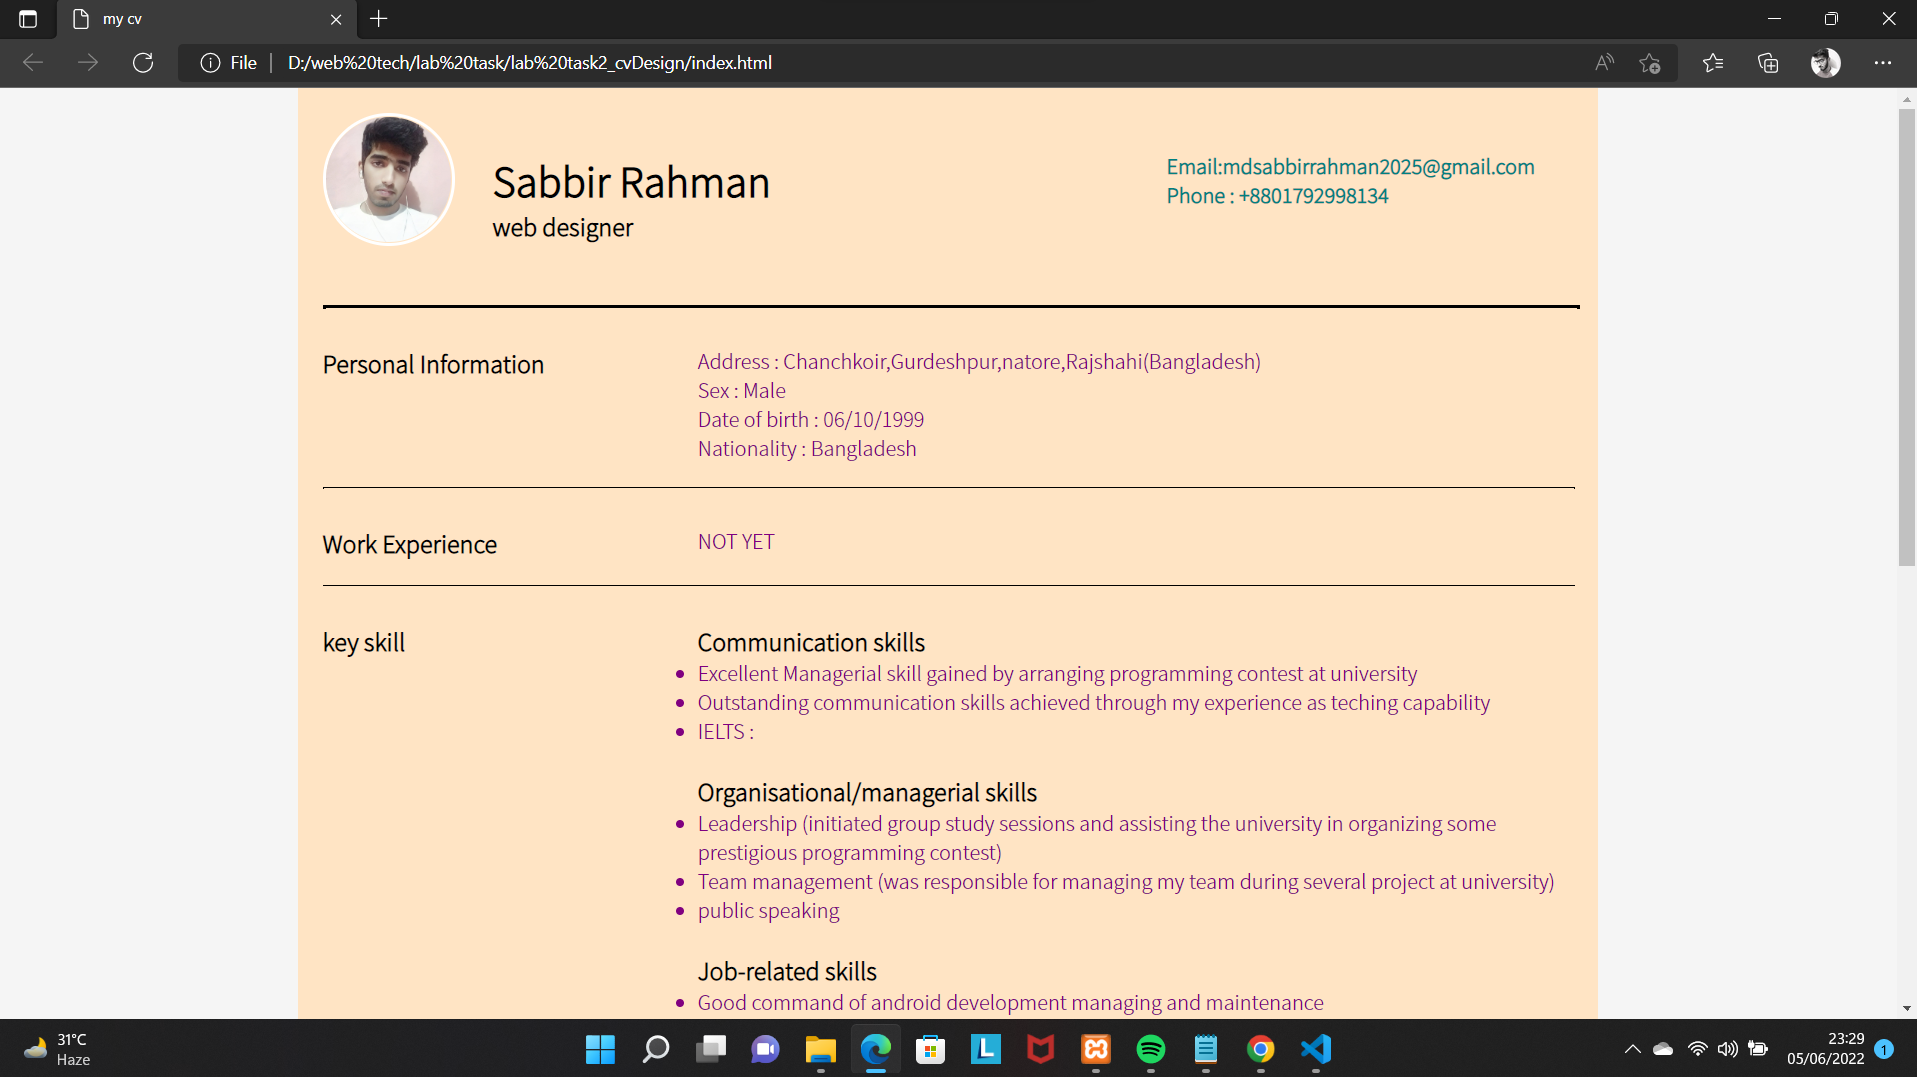 my cv
File
D:/web%20tech/lab%20task/lab%20task2_cvDesign/index.html
Sabbir Rahman
web designer
Email:mdsabbirrahman2025@gmail.com
Phone : +8801792998134
Personal Information
Address : Chanchkoir,Gurdeshpur,natore,Rajshahi(Bangladesh)
Sex : Male
Date of birth : 06/10/1999
Nationality : Bangladesh
Work Experience
NOT YET
key skill
Communication skills
Excellent Managerial skill gained by arranging programming contest at university
Outstanding communication skills achieved through my experience as teching capability
IELTS :
Organisational/managerial skills
Leadership (initiated group study sessions and assisting the university in organizing some
prestigious programming contest)
Team management (was responsible for managing my team during several project at university)
public speaking
Job-related skills
Good command of android development managing and maintenance
31°C
Haze
23:29
05/06/2022
1